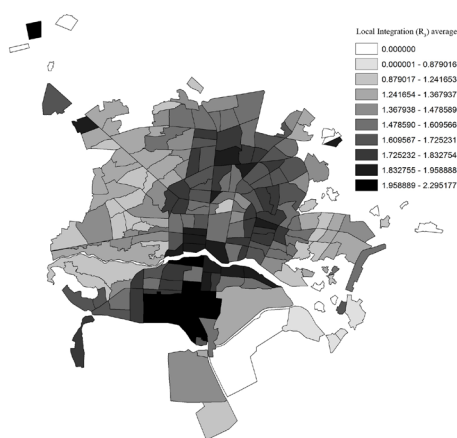 Local Integration (R3) average
0.000000
0.000001 - 0.879016
0.879017 - 1.241653
1.241654 - 1.367937
1.367938 - 1.478589
1.478590 - 1.609566
1.609567 - 1.725231
1.725232 - 1.832754
1.832755 - 1.958888
1.958889 - 2.295177